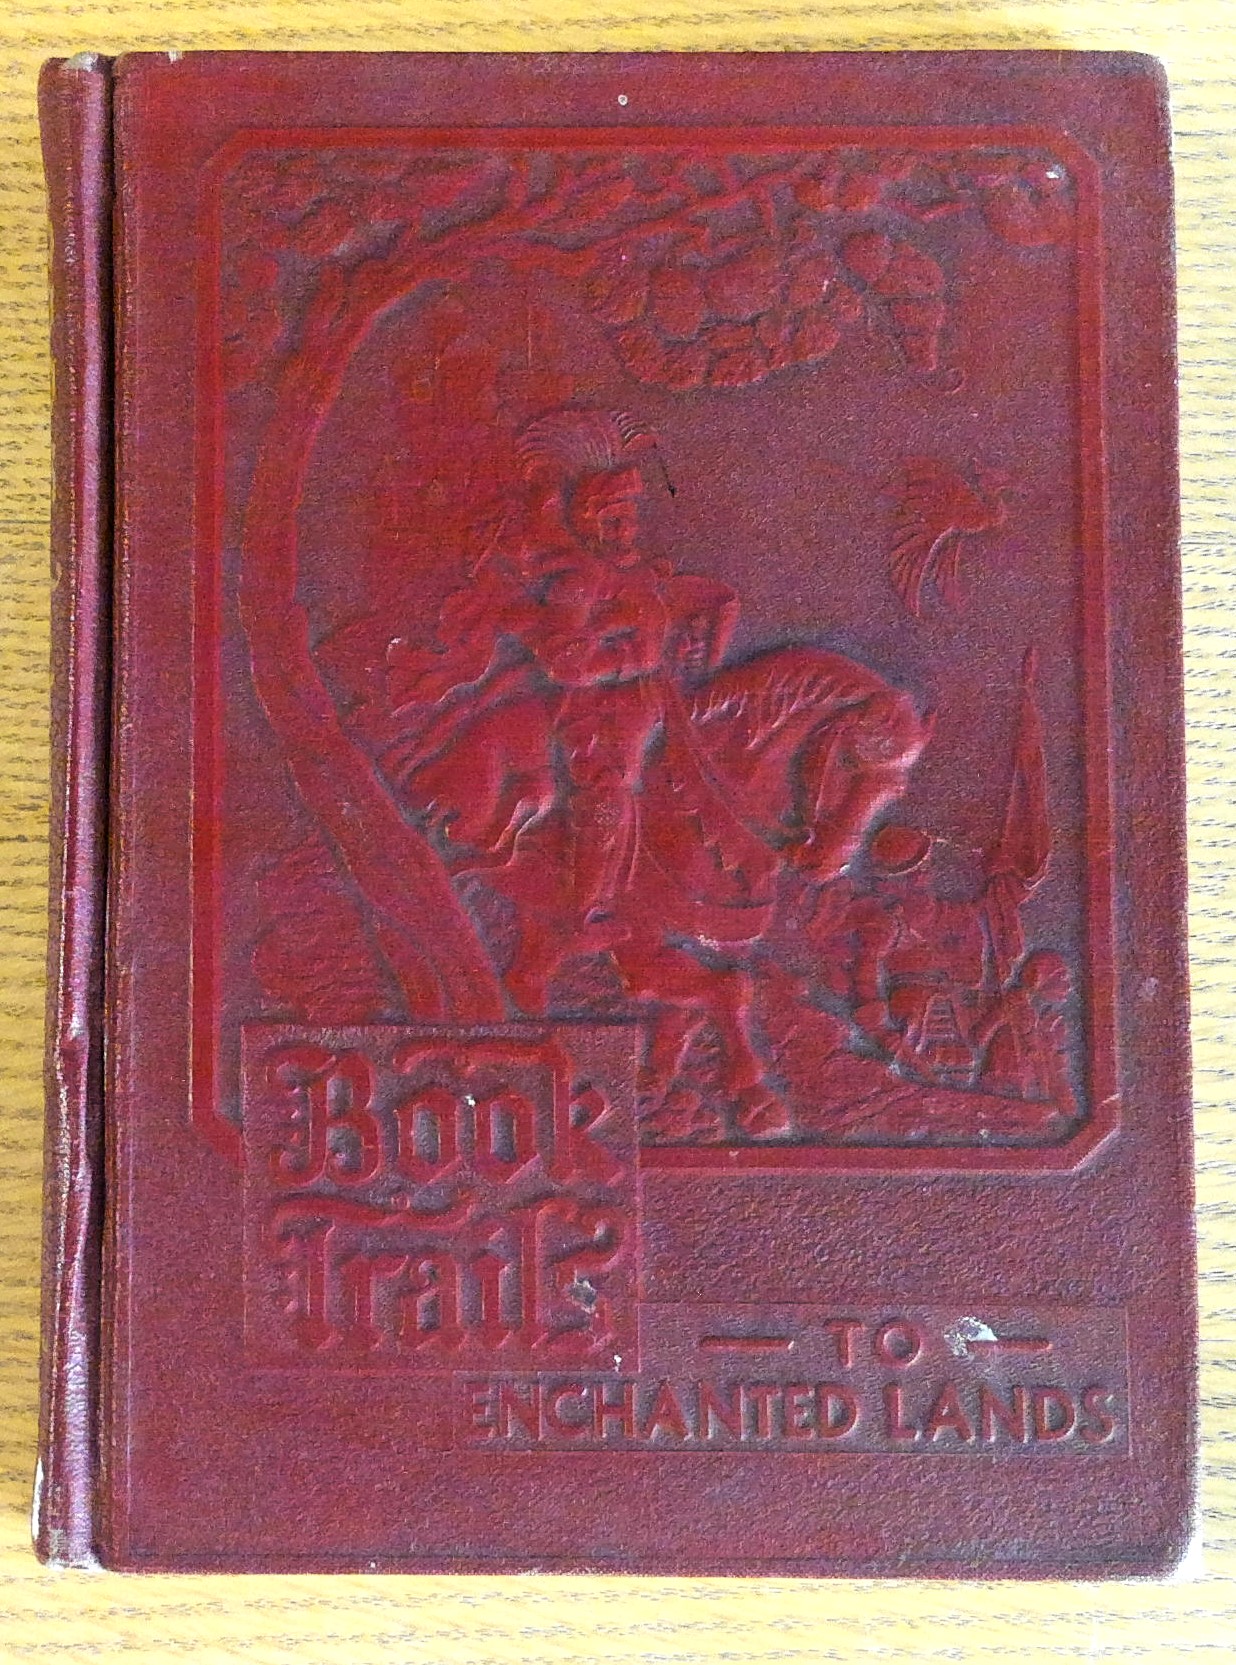 Book
Trails
— TO —
ENCHANTED LANDS